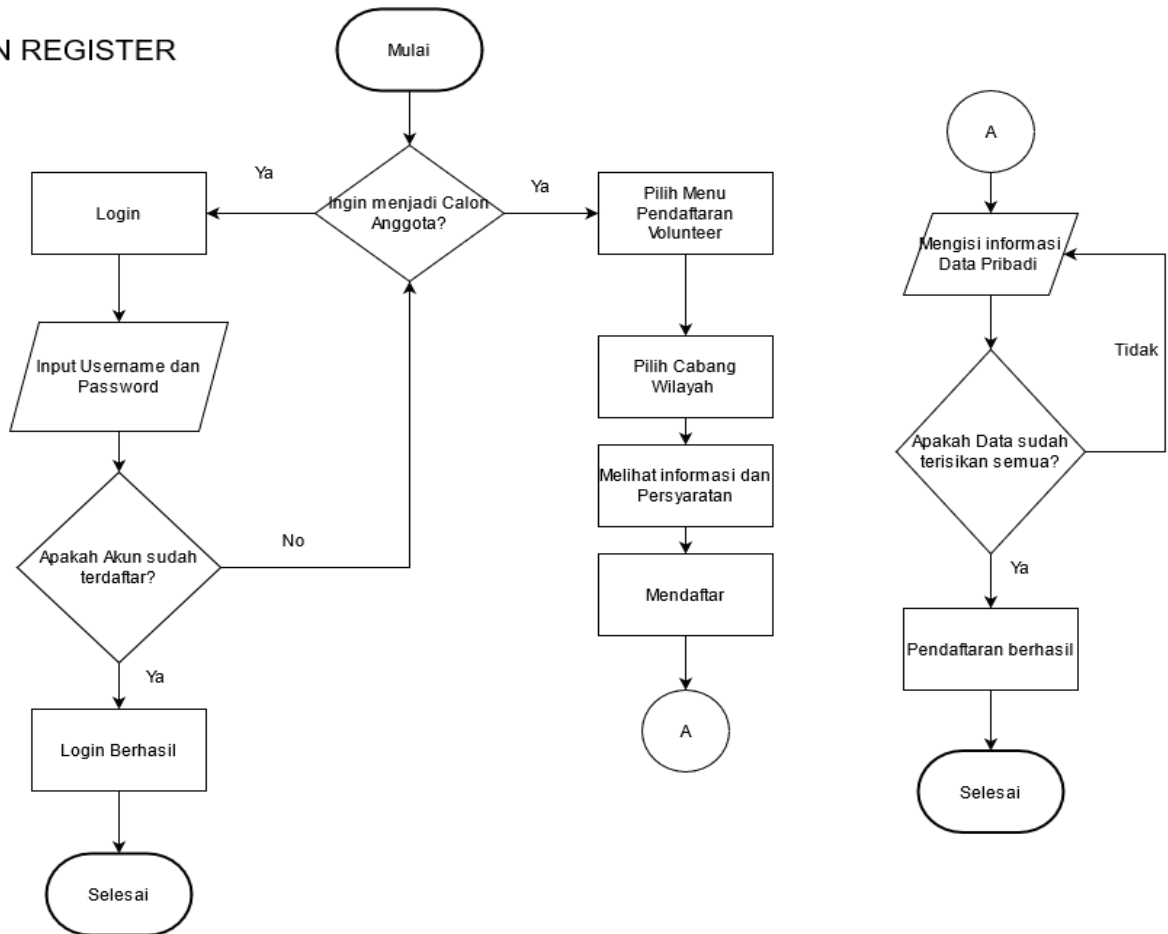 N REGISTER
Mulai
Ya
Ingin menjadi Calon
Anggota?
Ya
Login
Pilih Menu
Pendaftaran
Volunteer
Input Username dan
Password
Pilih Cabang
Wilayah
Melihat informasi dan
Persyaratan
Apakah Akun sudah
terdaftar?
No
Mendaftar
Ya
A
Login Berhasil
Selesai
A
Mengisi informasi
Data Pribadi
Tidak
Apakah Data sudah
terisikan semua?
Ya
Pendaftaran berhasil
Selesai